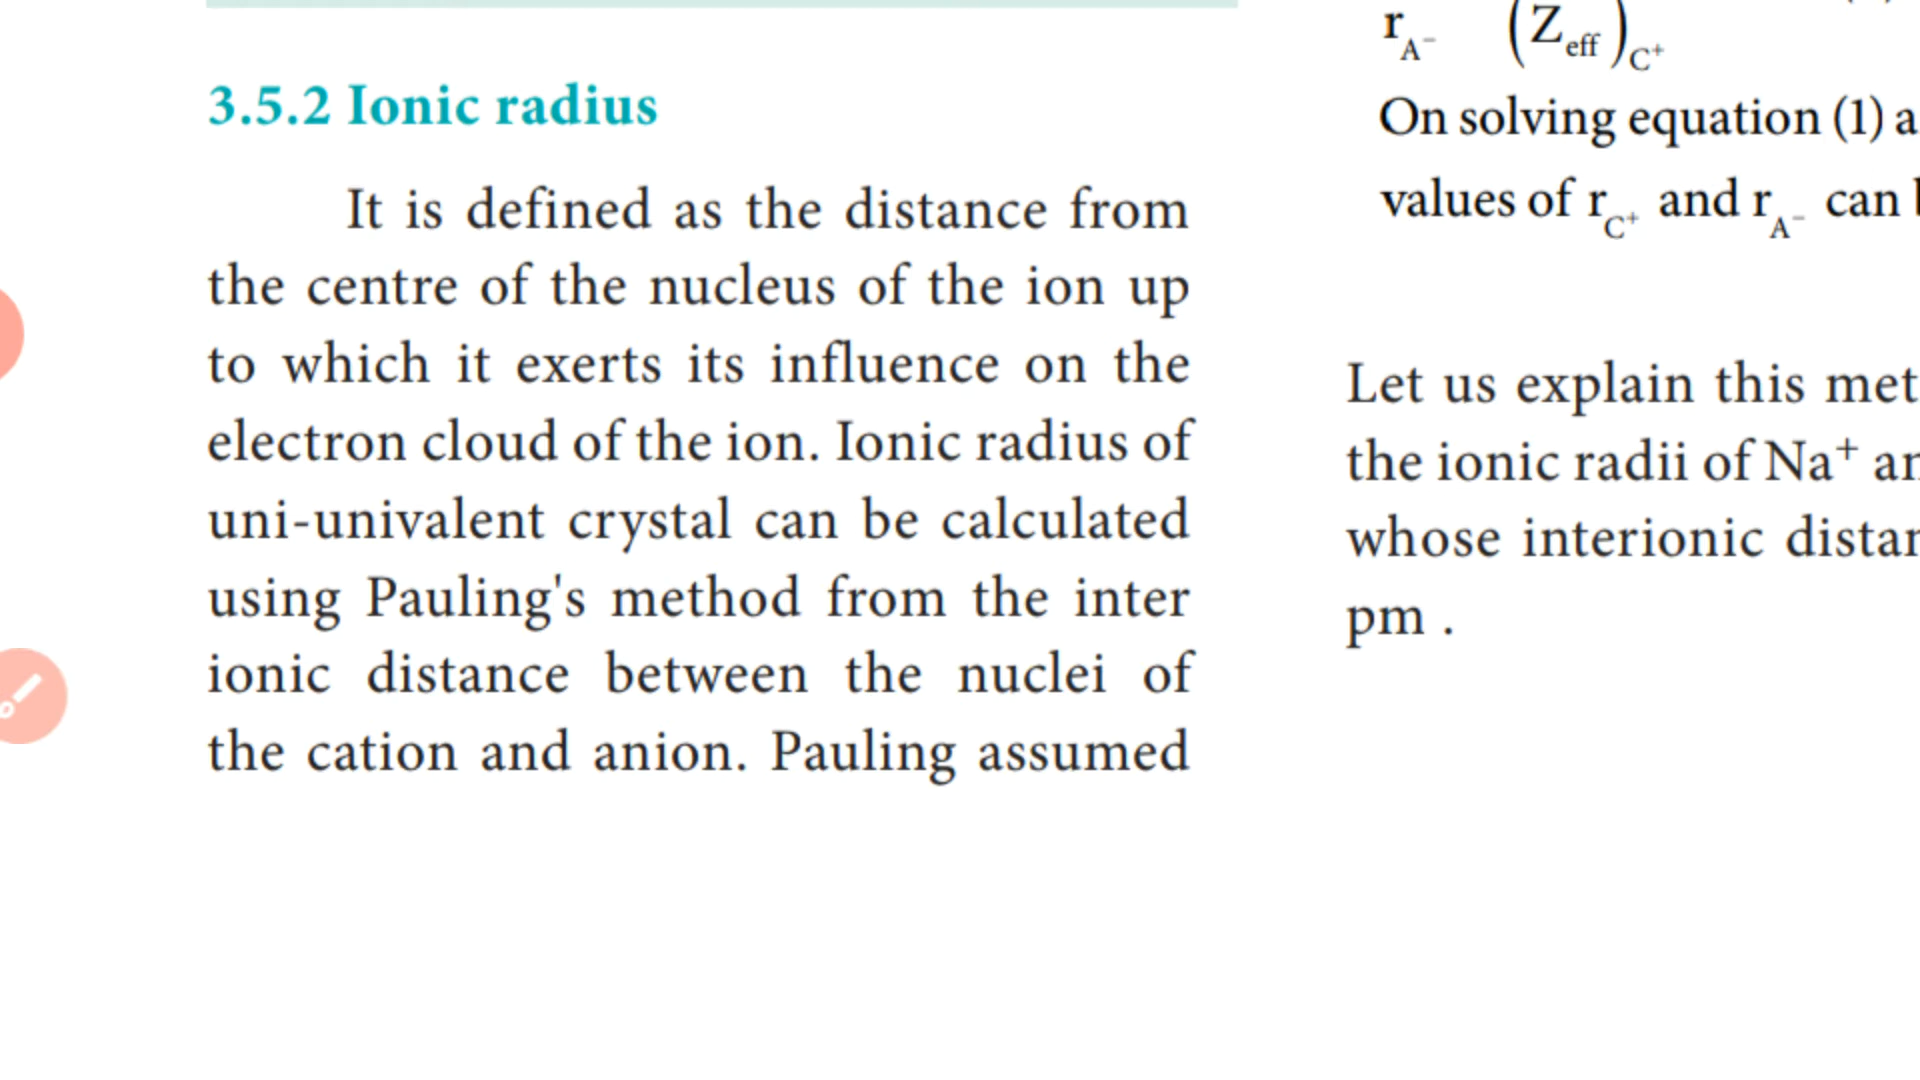 3.5.2 Ionic radius
It is defined as the distance from
the centre of the nucleus of the ion up
to which it exerts its influence on the
electron cloud of the ion. Ionic radius of
uni-univalent crystal can be calculated
using Pauling's method from the inter
ionic distance between the nuclei of
the cation and anion. Pauling assumed
r_A⁻ (Z_eff)_C⁺
On solving equation (1)
values of r_C⁺ and r_A⁻ can
Let us explain this
the ionic radii of Na⁺
whose interionic
pm .